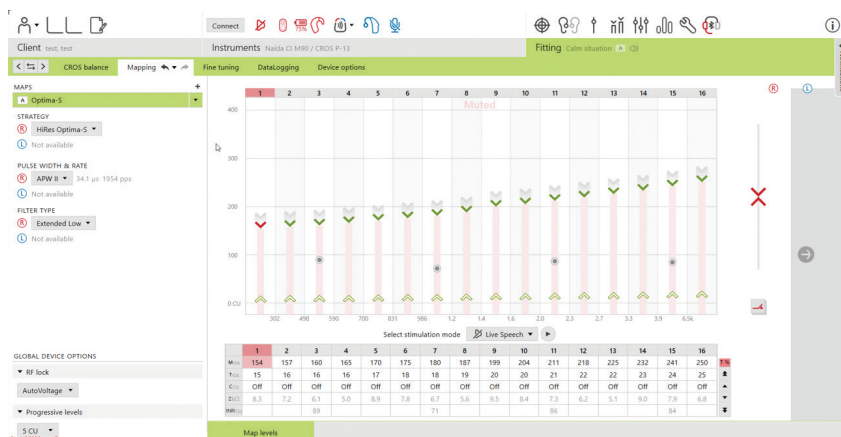 Connect
75%
Client test, test
Instruments Naída CI M90 / CROS P-13
Fitting Calm situation A
CROS balance Mapping Fine tuning DataLogging Device options
MAPS +
A Optima-S
STRATEGY
R HiRes Optima-S
L Not available
PULSE WIDTH & RATE
R APW II 34.1 µs 1954 pps
L Not available
FILTER TYPE
R Extended Low
L Not available
GLOBAL DEVICE OPTIONS
RF lock
AutoVoltage
Progressive levels
5 CU
1 2 3 4 5 6 7 8 9 10 11 12 13 14 15 16
Muted
R L
400
300
200
100
0 CU
302 498 590 700 831 986 1.2 1.4 1.6 2.0 2.3 2.7 3.3 3.9 6.5k
Select stimulation mode Live Speech
1 2 3 4 5 6 7 8 9 10 11 12 13 14 15 16
M CU 154 157 160 165 170 175 180 187 199 204 211 218 225 232 241 250 T %
T CU 15 16 16 16 17 18 18 19 20 20 21 22 22 23 24 25
C CU Off Off Off Off Off Off Off Off Off Off Off Off Off Off Off Off
8.3 7.2 6.1 5.0 8.9 7.8 6.7 5.6 9.5 8.4 7.3 6.2 5.1 9.0 7.9 6.8
89 71 86 84
Map levels